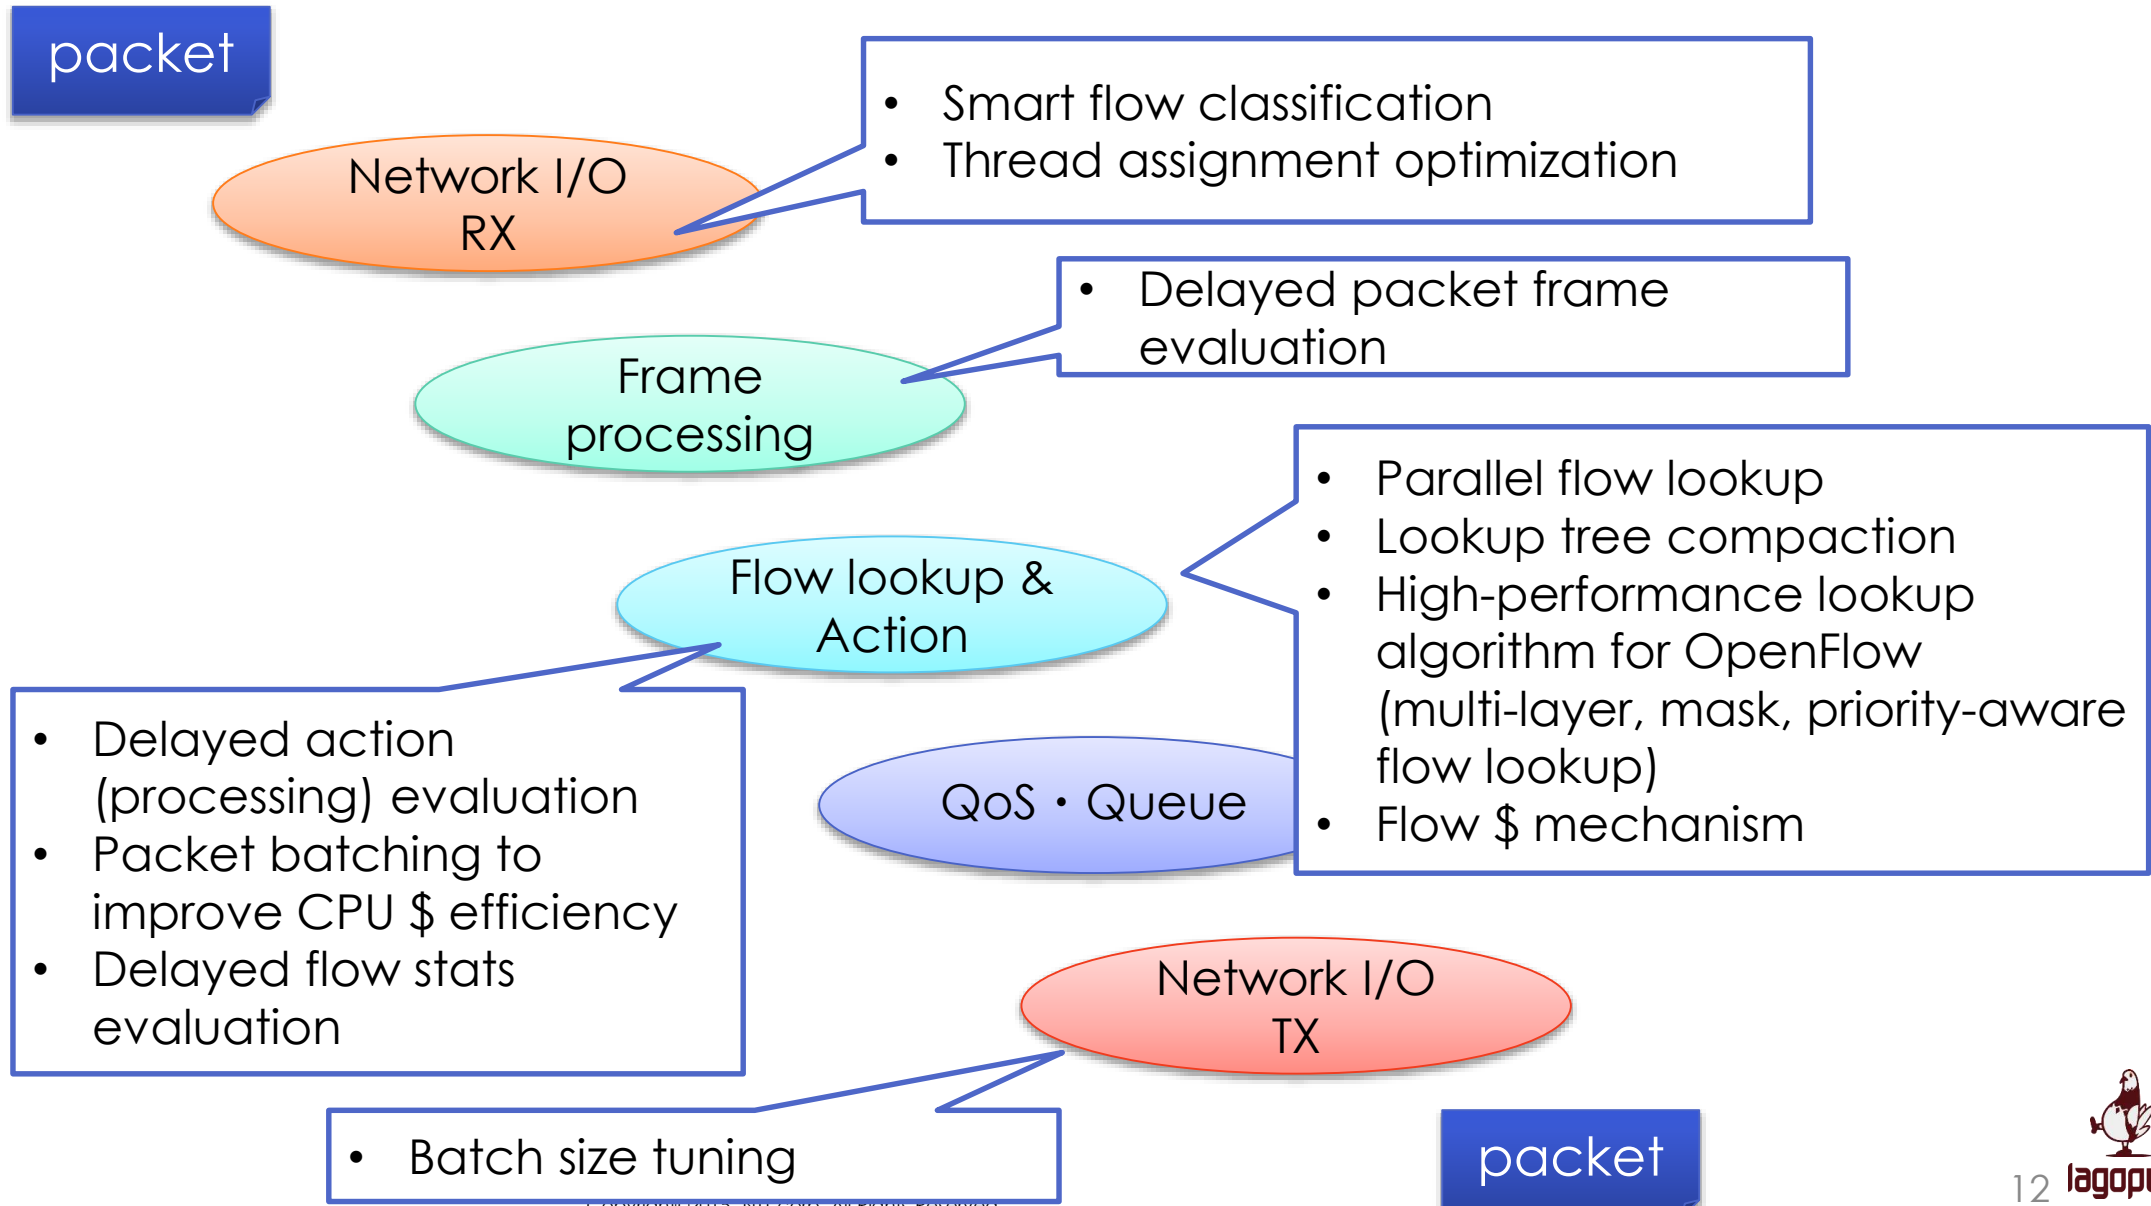 packet
• Smart flow classification
• Thread assignment optimization
Network I/O
RX
• Delayed packet frame
evaluation
Frame
processing
• Parallel flow lookup
• Lookup tree compaction
• High-performance lookup
algorithm for OpenFlow
(multi-layer, mask, priority-aware
flow lookup)
• Flow $ mechanism
Flow lookup &
Action
• Delayed action
(processing) evaluation
• Packet batching to
improve CPU $ efficiency
• Delayed flow stats
evaluation
QoS・Queue
Network I/O
TX
• Batch size tuning
packet
12